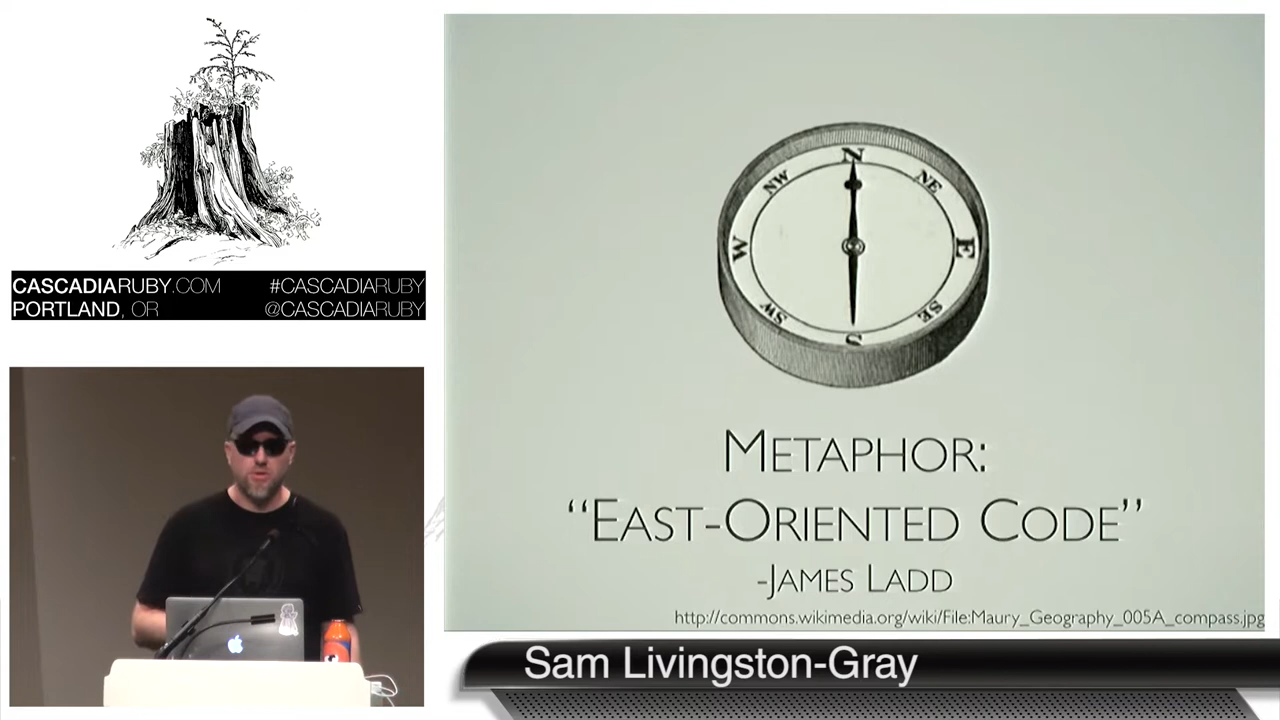 CASCADIARUBY.COM #CASCADIARUBY
PORTLAND, OR @CASCADIARUBY
N
NW NE
W E
SW SE
S
METAPHOR:
“EAST-ORIENTED CODE”
-JAMES LADD
http://commons.wikimedia.org/wiki/File:Maury_Geography_005A_compass.jpg
Sam Livingston-Gray